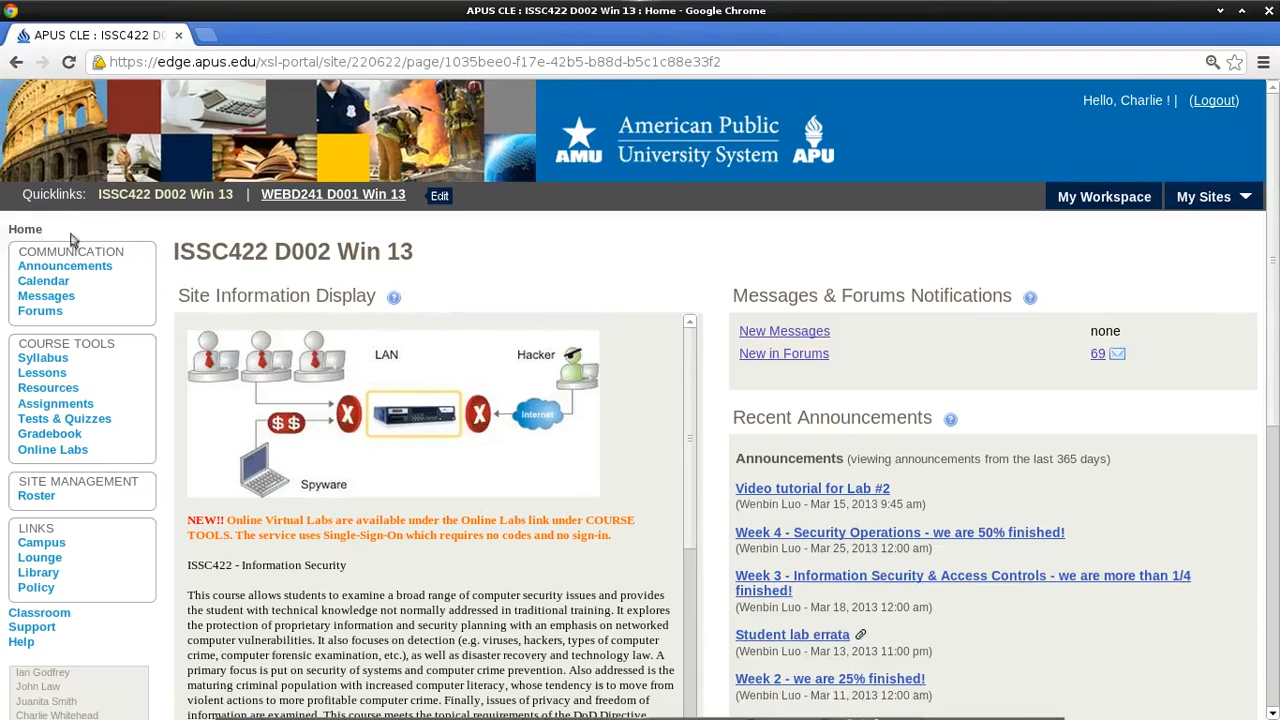 APUS CLE : ISSC422 D002 Win 13 : Home - Google Chrome
APUS CLE : ISSC422 D
https://edge.apus.edu/xsl-portal/site/220622/page/1035bee0-f17e-42b5-b88d-b5c1c88e33f2
Hello, Charlie ! | (Logout)
AMU
American Public
University System
APU
Quicklinks: ISSC422 D002 Win 13 | WEBD241 D001 Win 13 Edit
My Workspace My Sites
Home
COMMUNICATION
Announcements
Calendar
Messages
Forums
COURSE TOOLS
Syllabus
Lessons
Resources
Assignments
Tests & Quizzes
Gradebook
Online Labs
SITE MANAGEMENT
Roster
LINKS
Campus
Lounge
Library
Policy
Classroom
Support
Help
Ian Godfrey
John Law
Juanita Smith
Charlie Whitehead
ISSC422 D002 Win 13
Site Information Display ?
LAN
Hacker
X
X
$$
Internet
Spyware
NEW!! Online Virtual Labs are available under the Online Labs link under COURSE
TOOLS. The service uses Single-Sign-On which requires no codes and no sign-in.
ISSC422 - Information Security
This course allows students to examine a broad range of computer security issues and provides
the student with technical knowledge not normally addressed in traditional training. It explores
the protection of proprietary information and security planning with an emphasis on networked
computer vulnerabilities. It also focuses on detection (e.g. viruses, hackers, types of computer
crime, computer forensic examination, etc.), as well as disaster recovery and technology law. A
primary focus is put on security of systems and computer crime prevention. Also addressed is the
maturing criminal population with increased computer literacy, whose tendency is to move from
violent actions to more profitable computer crime. Finally, issues of privacy and freedom of
information are examined. This course meets the topical requirements of the DoD Directive
Messages & Forums Notifications ?
New Messages none
New in Forums 69
Recent Announcements ?
Announcements (viewing announcements from the last 365 days)
Video tutorial for Lab #2
(Wenbin Luo - Mar 15, 2013 9:45 am)
Week 4 - Security Operations - we are 50% finished!
(Wenbin Luo - Mar 25, 2013 12:00 am)
Week 3 - Information Security & Access Controls - we are more than 1/4
finished!
(Wenbin Luo - Mar 18, 2013 12:00 am)
Student lab errata
(Wenbin Luo - Mar 13, 2013 11:00 pm)
Week 2 - we are 25% finished!
(Wenbin Luo - Mar 11, 2013 12:00 am)